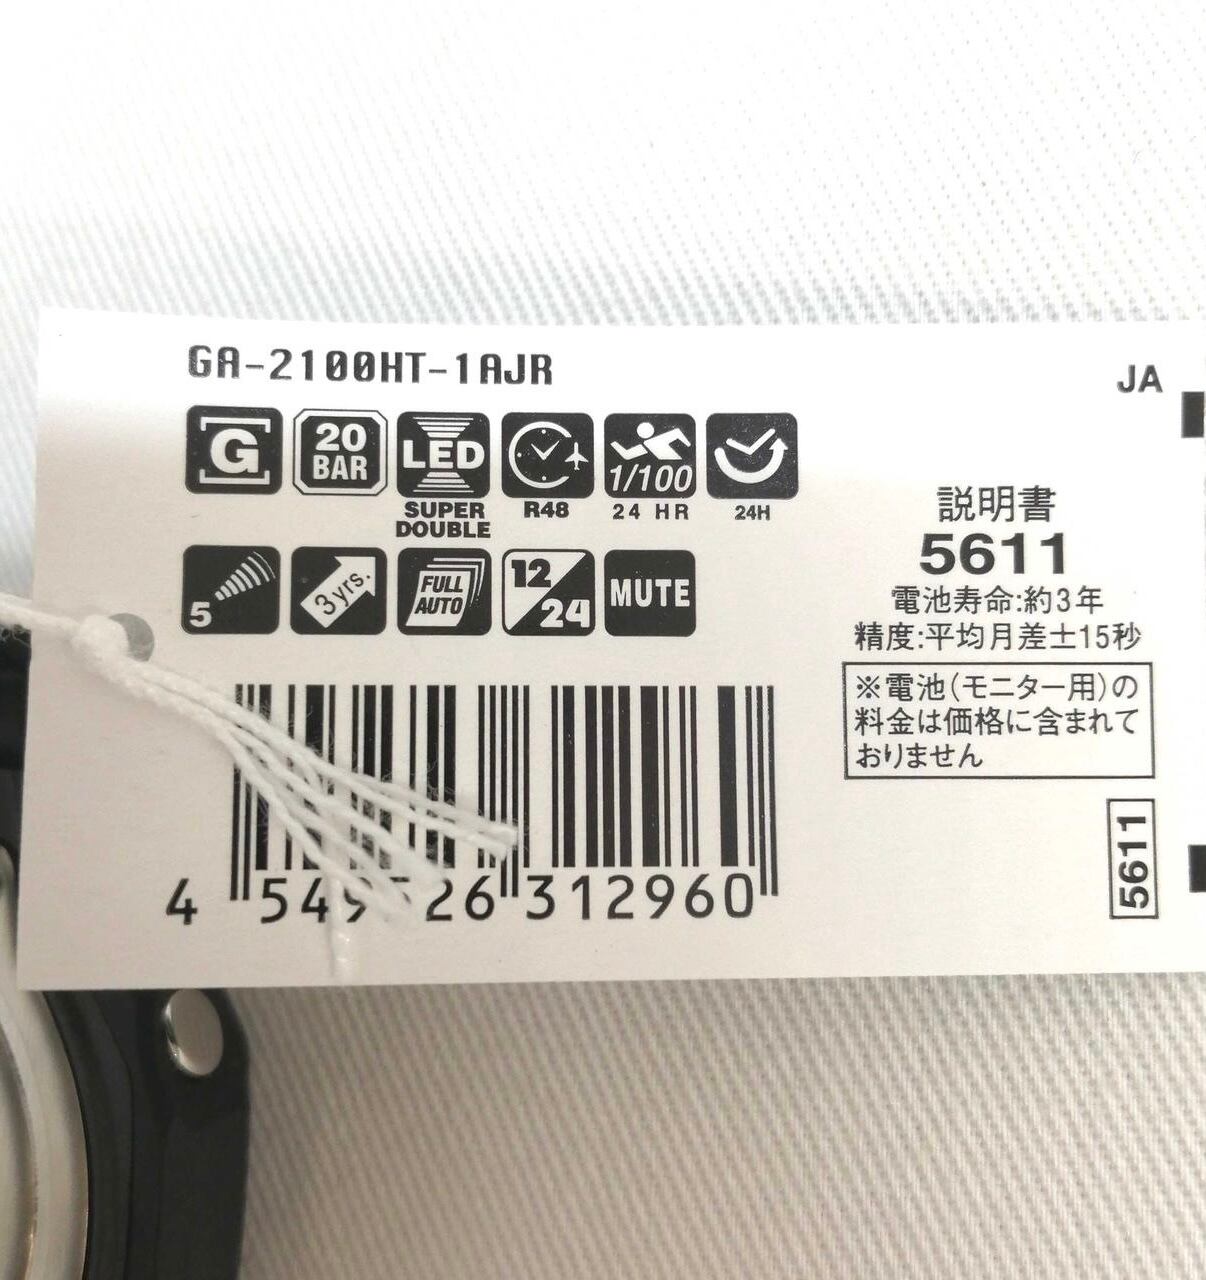 GA-2100HT-1AJR
JA
G
20
BAR
LED
SUPER
DOUBLE
R48
1/100
24 HR
24H
5
3yrs.
FULL
AUTO
12
24
MUTE
説明書
5611
電池寿命:約3年
精度:平均月差±15秒
※電池(モニター用)の
料金は価格に含まれて
おりません
5611
4 26 312960